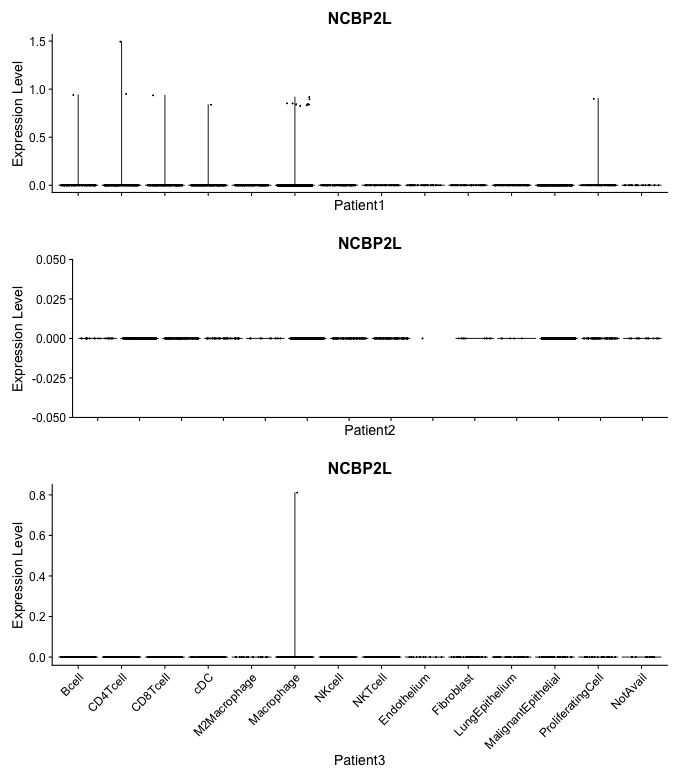 NCBP2L
Expression Level
1.5
1.0
0.5
0.0
Patient1
NCBP2L
Expression Level
0.050
0.025
0.000
-0.025
-0.050
Patient2
NCBP2L
Expression Level
0.8
0.6
0.4
0.2
0.0
Bcell
CD4Tcell
CD8Tcell
cDC
M2Macrophage
Macrophage
NKcell
NKTcell
Endothelium
Fibroblast
LungEpithelium
MalignantEpithelial
ProliferatingCell
NotAvail
Patient3